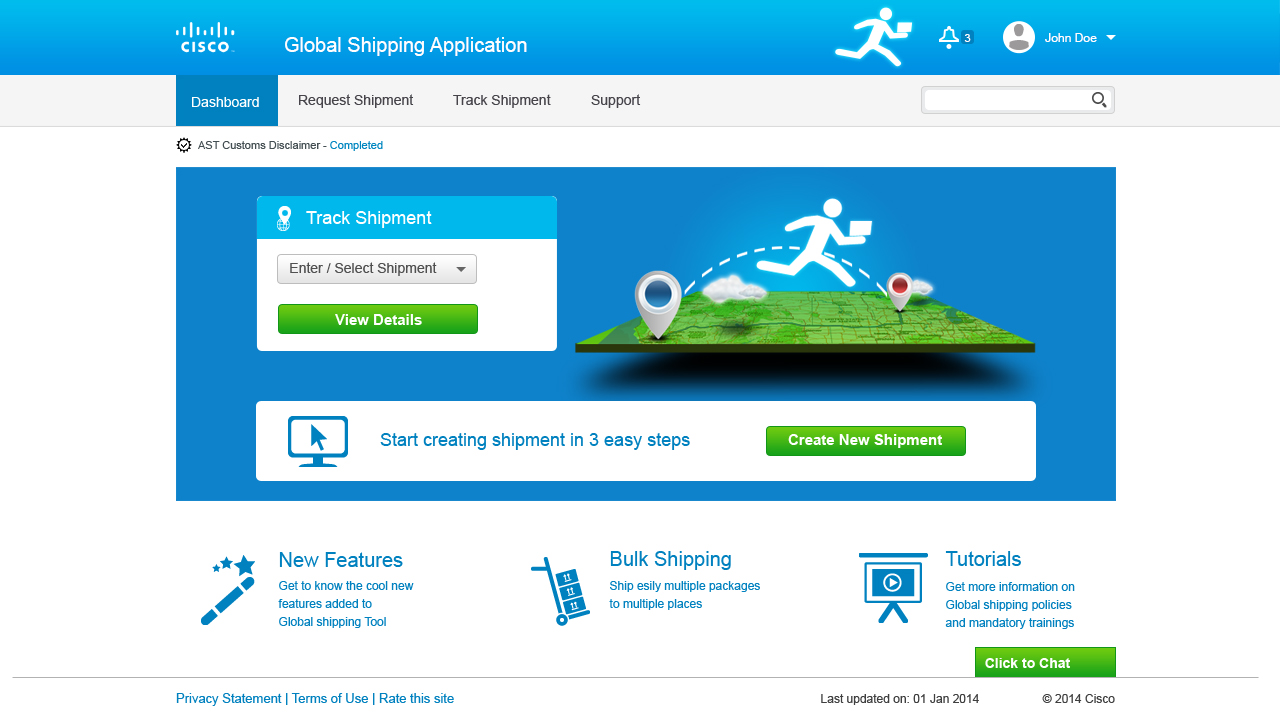 CISCO
Global Shipping Application
3
John Doe
Dashboard
Request Shipment
Track Shipment
Support
AST Customs Disclaimer - Completed
Track Shipment
Enter / Select Shipment
View Details
Start creating shipment in 3 easy steps
Create New Shipment
New Features
Get to know the cool new
features added to
Global shipping Tool
Bulk Shipping
Ship esily multiple packages
to multiple places
Tutorials
Get more information on
Global shipping policies
and mandatory trainings
Click to Chat
Privacy Statement | Terms of Use | Rate this site
Last updated on: 01 Jan 2014
© 2014 Cisco